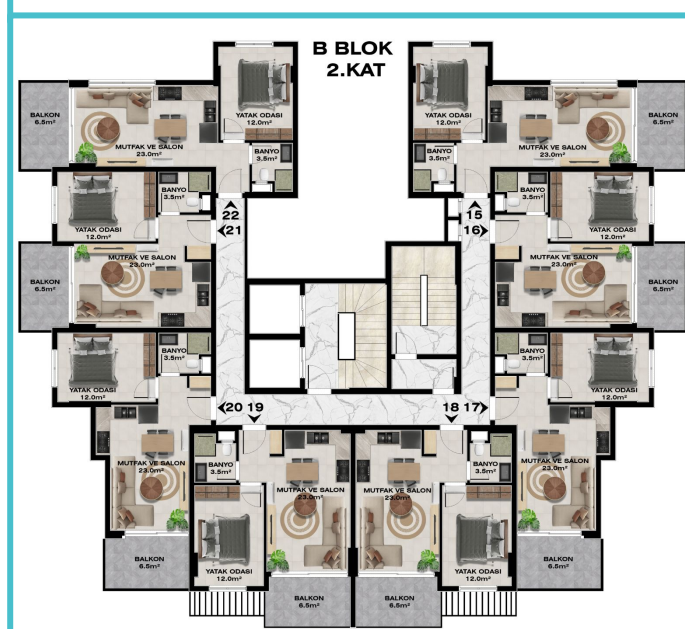 B BLOK
2.KAT
BALKON
6.5m²
MUTFAK VE SALON
23.0m²
YATAK ODASI
12.0m²
BANYO
3.5m²
22
YATAK ODASI
12.0m²
BANYO
3.5m²
MUTFAK VE SALON
23.0m²
BALKON
6.5m²
15
BALKON
6.5m²
YATAK ODASI
12.0m²
BANYO
3.5m²
MUTFAK VE SALON
23.0m²
21
BANYO
3.5m²
YATAK ODASI
12.0m²
MUTFAK VE SALON
23.0m²
BALKON
6.5m²
16
YATAK ODASI
12.0m²
BANYO
3.5m²
MUTFAK VE SALON
23.0m²
BALKON
6.5m²
20
19
18
17
BANYO
3.5m²
YATAK ODASI
12.0m²
MUTFAK VE SALON
23.0m²
BALKON
6.5m²
BANYO
3.5m²
MUTFAK VE SALON
23.0m²
YATAK ODASI
12.0m²
BALKON
6.5m²
MUTFAK VE SALON
23.0m²
BANYO
3.5m²
YATAK ODASI
12.0m²
BALKON
6.5m²